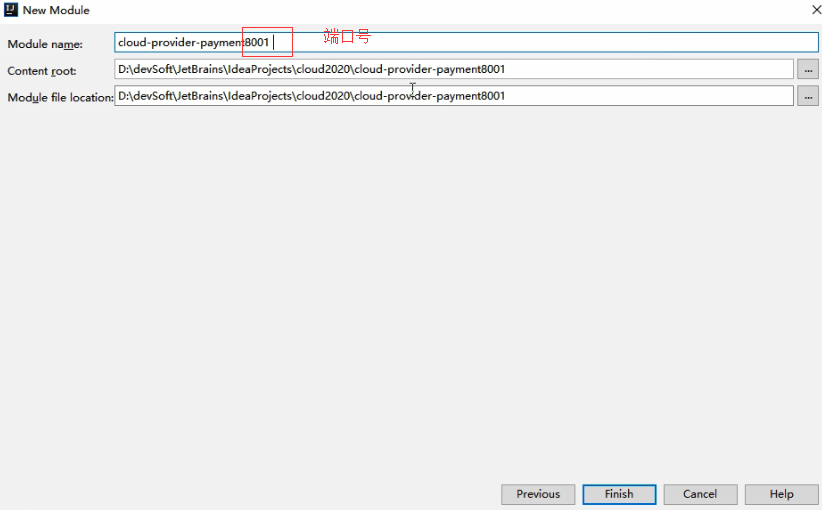 New Module
Module name: cloud-provider-payment8001 端口号
Content root: D:\devSoft\JetBrains\IdeaProjects\cloud2020\cloud-provider-payment8001 ...
Module file location: D:\devSoft\JetBrains\IdeaProjects\cloud2020\cloud-provider-payment8001 ...
Previous Finish Cancel Help